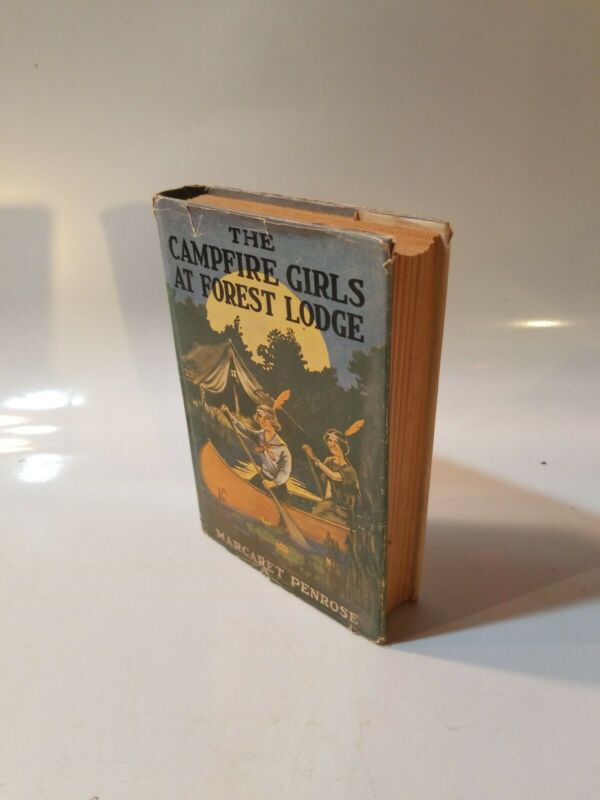 THE
CAMPFIRE GIRLS
AT FOREST LODGE
MARGARET PENROSE